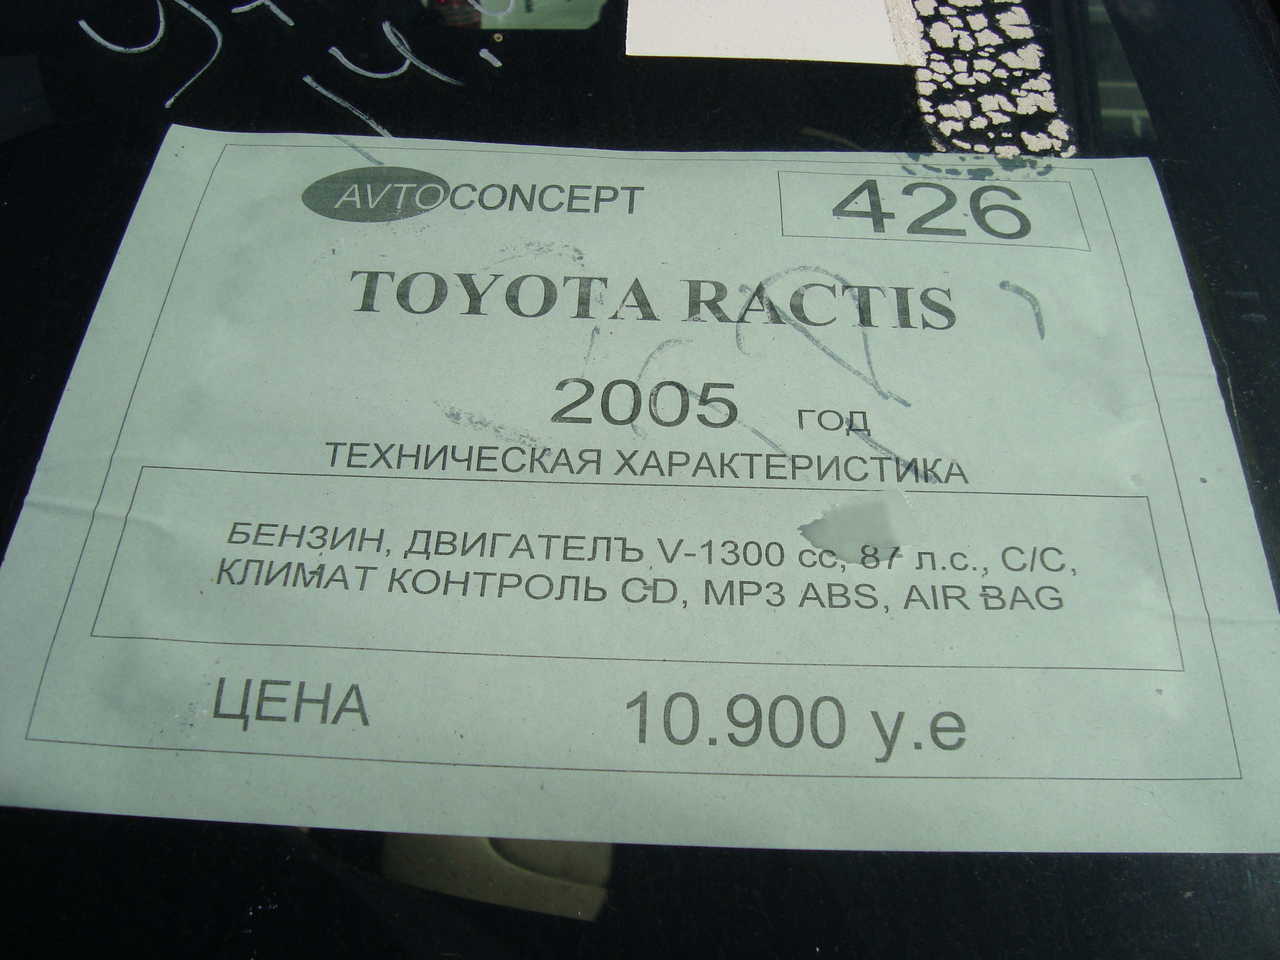 AVTOCONCEPT 426
TOYOTA RACTIS
2005 ГОД
ТЕХНИЧЕСКАЯ ХАРАКТЕРИСТИКА
БЕНЗИН, ДВИГАТЕЛЪ V-1300 cc, 87 л.с., C/C,
КЛИМАТ КОНТРОЛЬ CD, MP3 ABS, AIR BAG
ЦЕНА 10.900 у.е